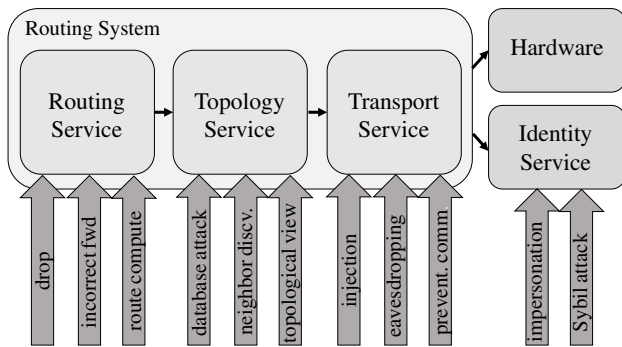 Routing System
Hardware
Routing
Service
Topology
Service
Transport
Service
Identity
Service
drop
incorrect fwd
route compute
database attack
neighbor discv.
topological view
injection
eavesdropping
prevent. comm.
impersonation
Sybil attack